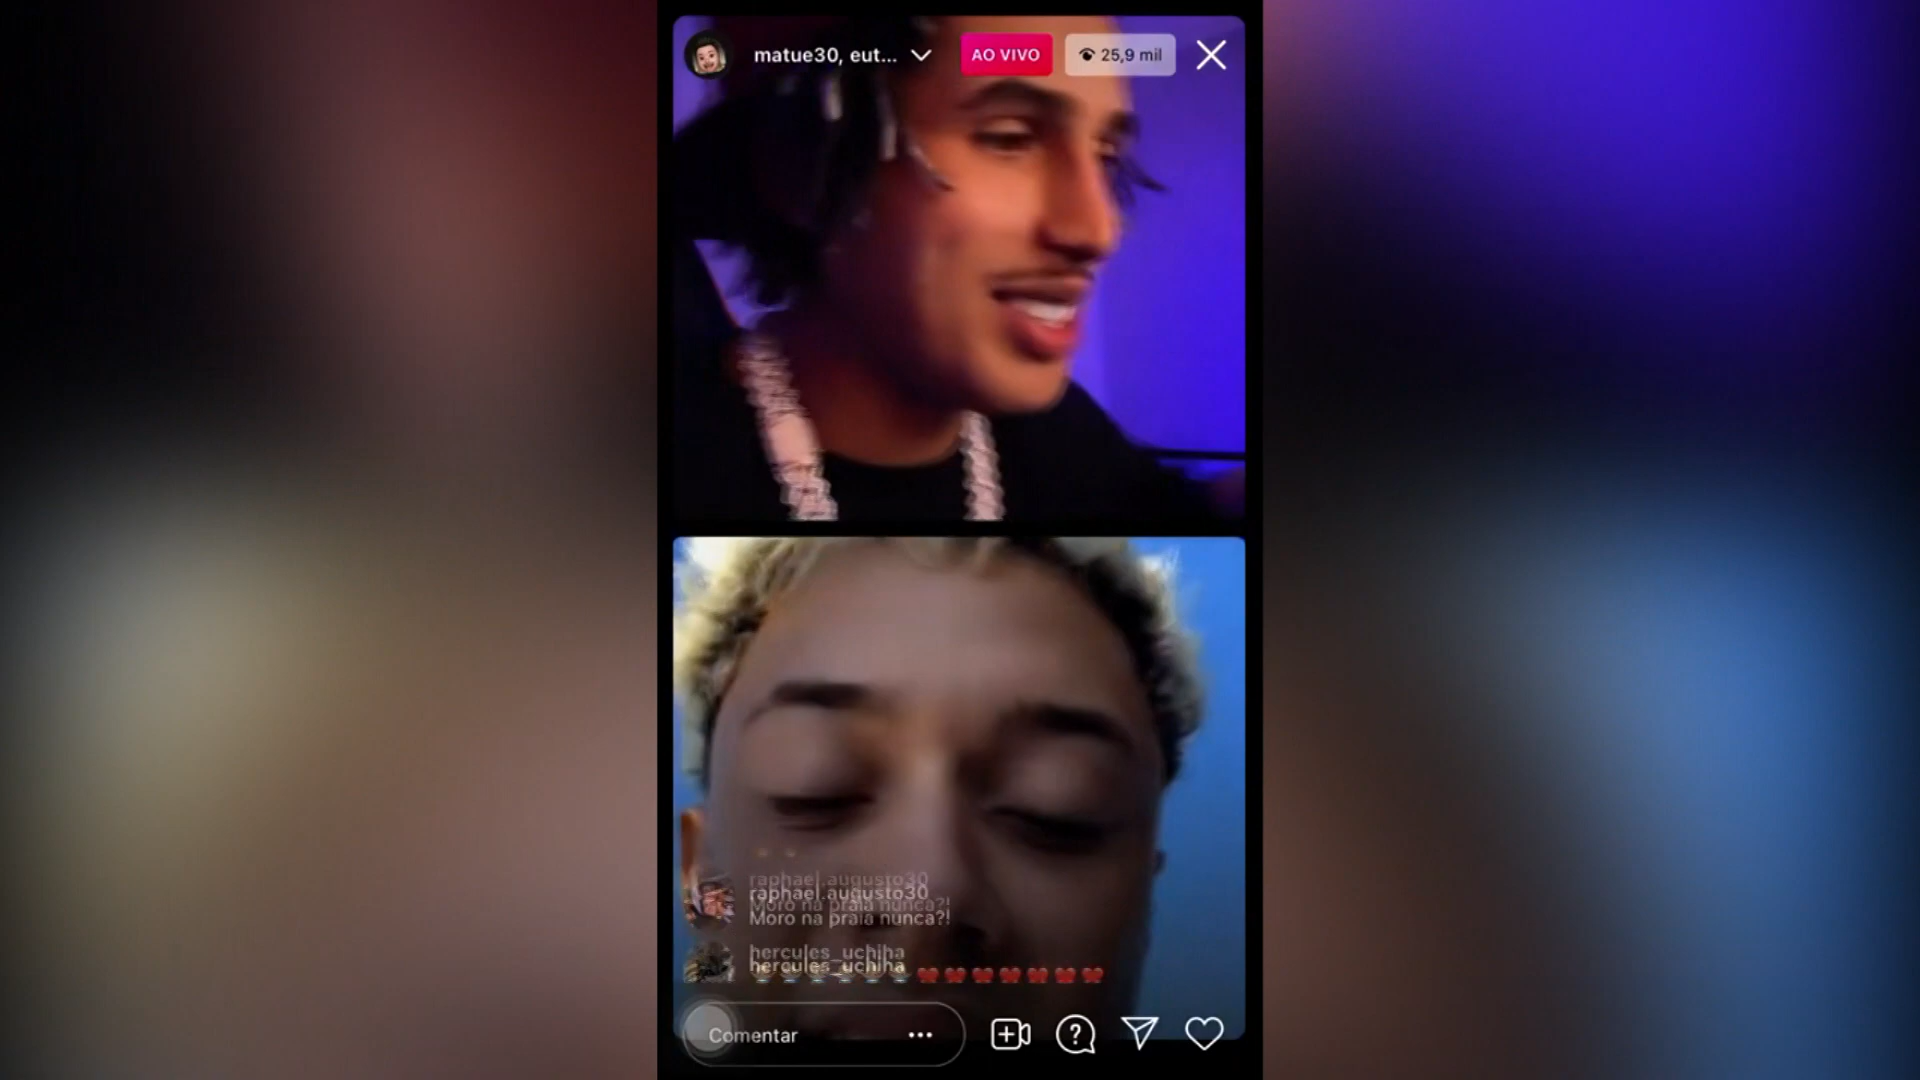 matue30, eut...
AO VIVO
25,9 mil
raphael.augusto30
Moro na praia nunca?!
hercules_uchiha
Comentar